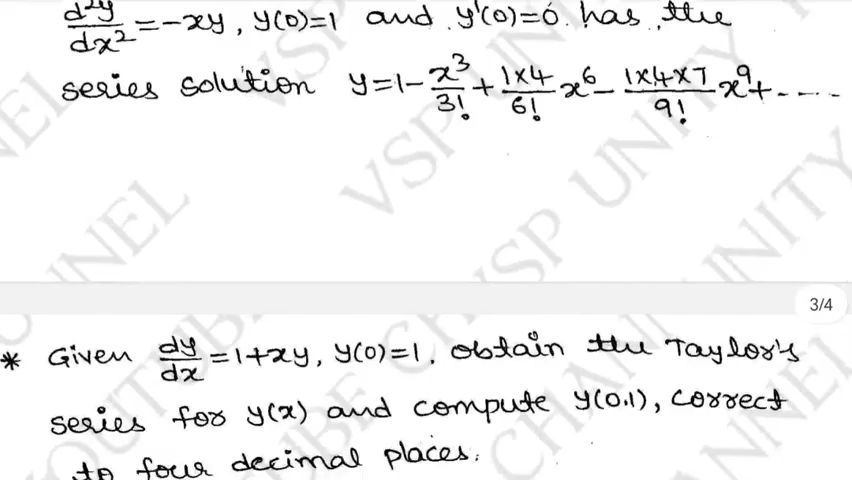 d²y/dx² = -xy, y(0)=1 and y'(0)=0 has the
series solution y=1-x³/3!+1×4/6! x⁶-1×4×7/9! x⁹+-----
3/4
* Given dy/dx=1+xy, y(0)=1, obtain the Taylor's
series for y(x) and compute y(0.1), correct
to four decimal places.